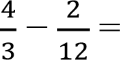 4/3 − 2/12 =